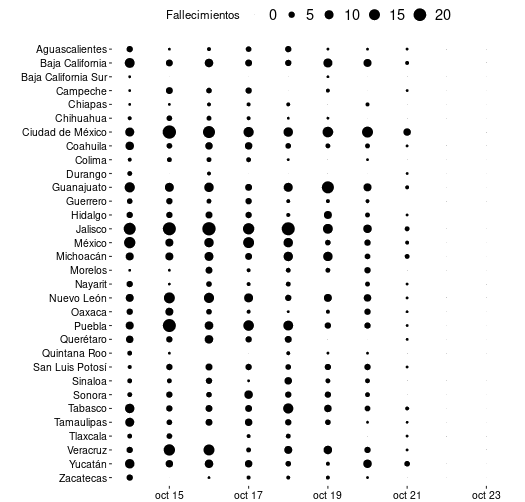 Fallecimientos 0 5 10 15 20
Aguascalientes
Baja California
Baja California Sur
Campeche
Chiapas
Chihuahua
Ciudad de México
Coahuila
Colima
Durango
Guanajuato
Guerrero
Hidalgo
Jalisco
México
Michoacán
Morelos
Nayarit
Nuevo León
Oaxaca
Puebla
Querétaro
Quintana Roo
San Luis Potosí
Sinaloa
Sonora
Tabasco
Tamaulipas
Tlaxcala
Veracruz
Yucatán
Zacatecas
oct 15 oct 17 oct 19 oct 21 oct 23